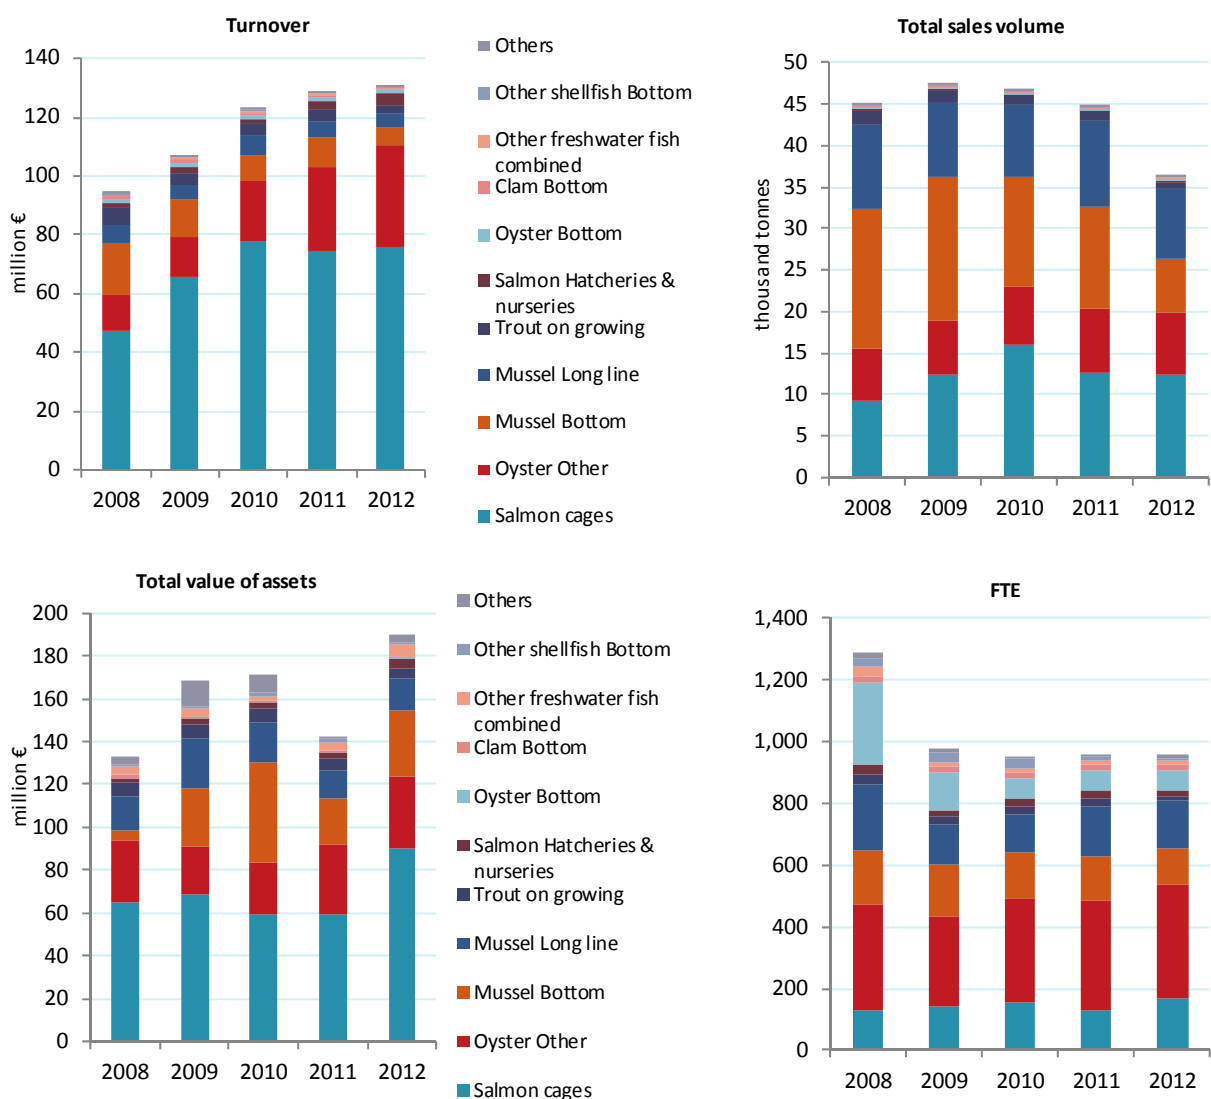 Turnover
million €
140
120
100
80
60
40
20
0
2008 2009 2010 2011 2012
Others
Other shellfish Bottom
Other freshwater fish
combined
Clam Bottom
Oyster Bottom
Salmon Hatcheries &
nurseries
Trout on growing
Mussel Long line
Mussel Bottom
Oyster Other
Salmon cages
Total sales volume
thousand tonnes
50
45
40
35
30
25
20
15
10
5
0
2008 2009 2010 2011 2012
Total value of assets
million €
200
180
160
140
120
100
80
60
40
20
0
2008 2009 2010 2011 2012
Others
Other shellfish Bottom
Other freshwater fish
combined
Clam Bottom
Oyster Bottom
Salmon Hatcheries &
nurseries
Trout on growing
Mussel Long line
Mussel Bottom
Oyster Other
Salmon cages
FTE
1,400
1,200
1,000
800
600
400
200
0
2008 2009 2010 2011 2012